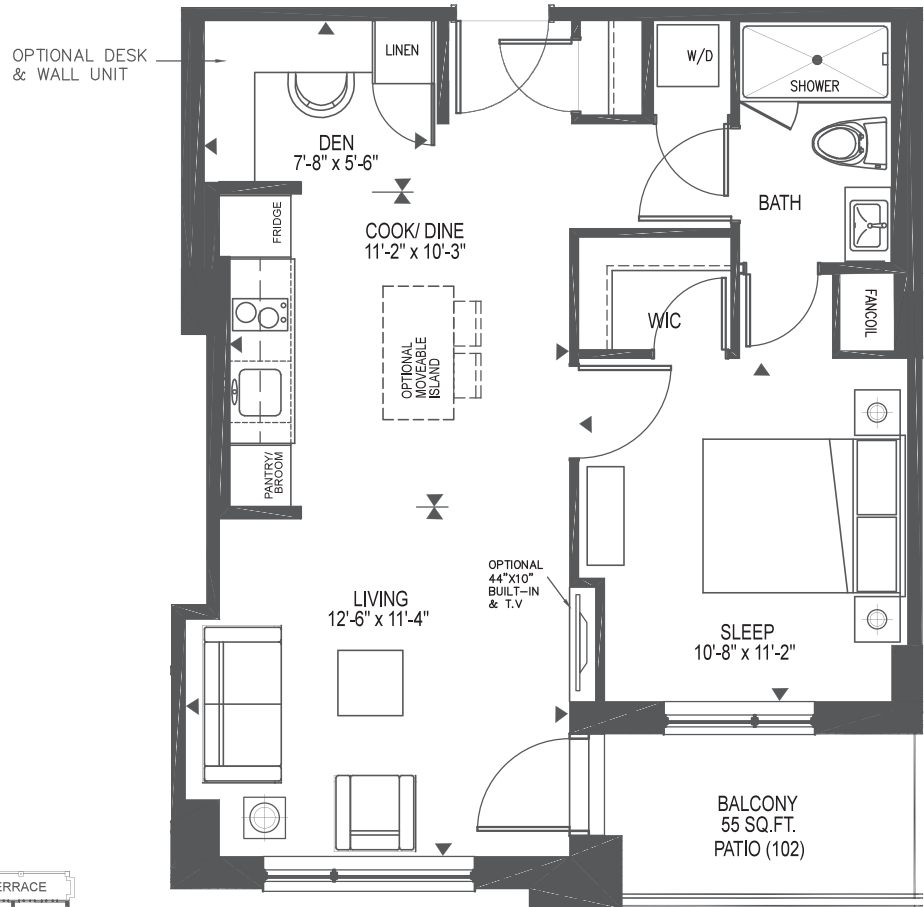 OPTIONAL DESK
& WALL UNIT
LINEN
W/D
SHOWER
DEN
7'-8" x 5'-6"
FRIDGE
COOK/ DINE
11'-2" x 10'-3"
BATH
WIC
FANCOIL
OPTIONAL
MOVEABLE
ISLAND
PANTRY/
BROOM
OPTIONAL
44"X10"
BUILT-IN
& T.V
LIVING
12'-6" x 11'-4"
SLEEP
10'-8" x 11'-2"
BALCONY
55 SQ.FT.
PATIO (102)
ERRACE